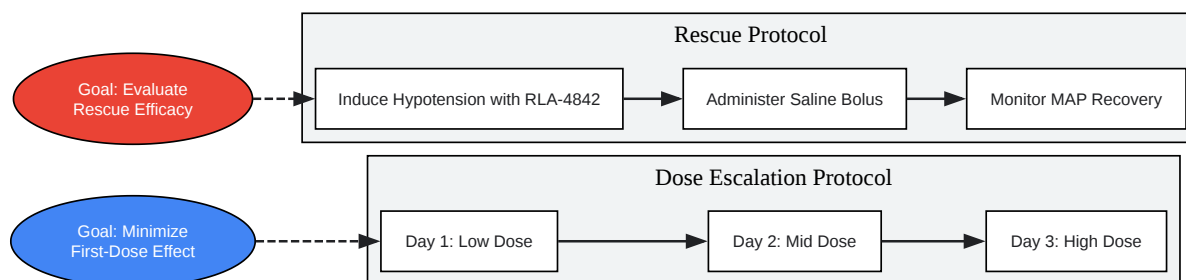 Rescue Protocol
Goal: Evaluate
Rescue Efficacy
Induce Hypotension with RLA-4842
Administer Saline Bolus
Monitor MAP Recovery
Dose Escalation Protocol
Goal: Minimize
First-Dose Effect
Day 1: Low Dose
Day 2: Mid Dose
Day 3: High Dose